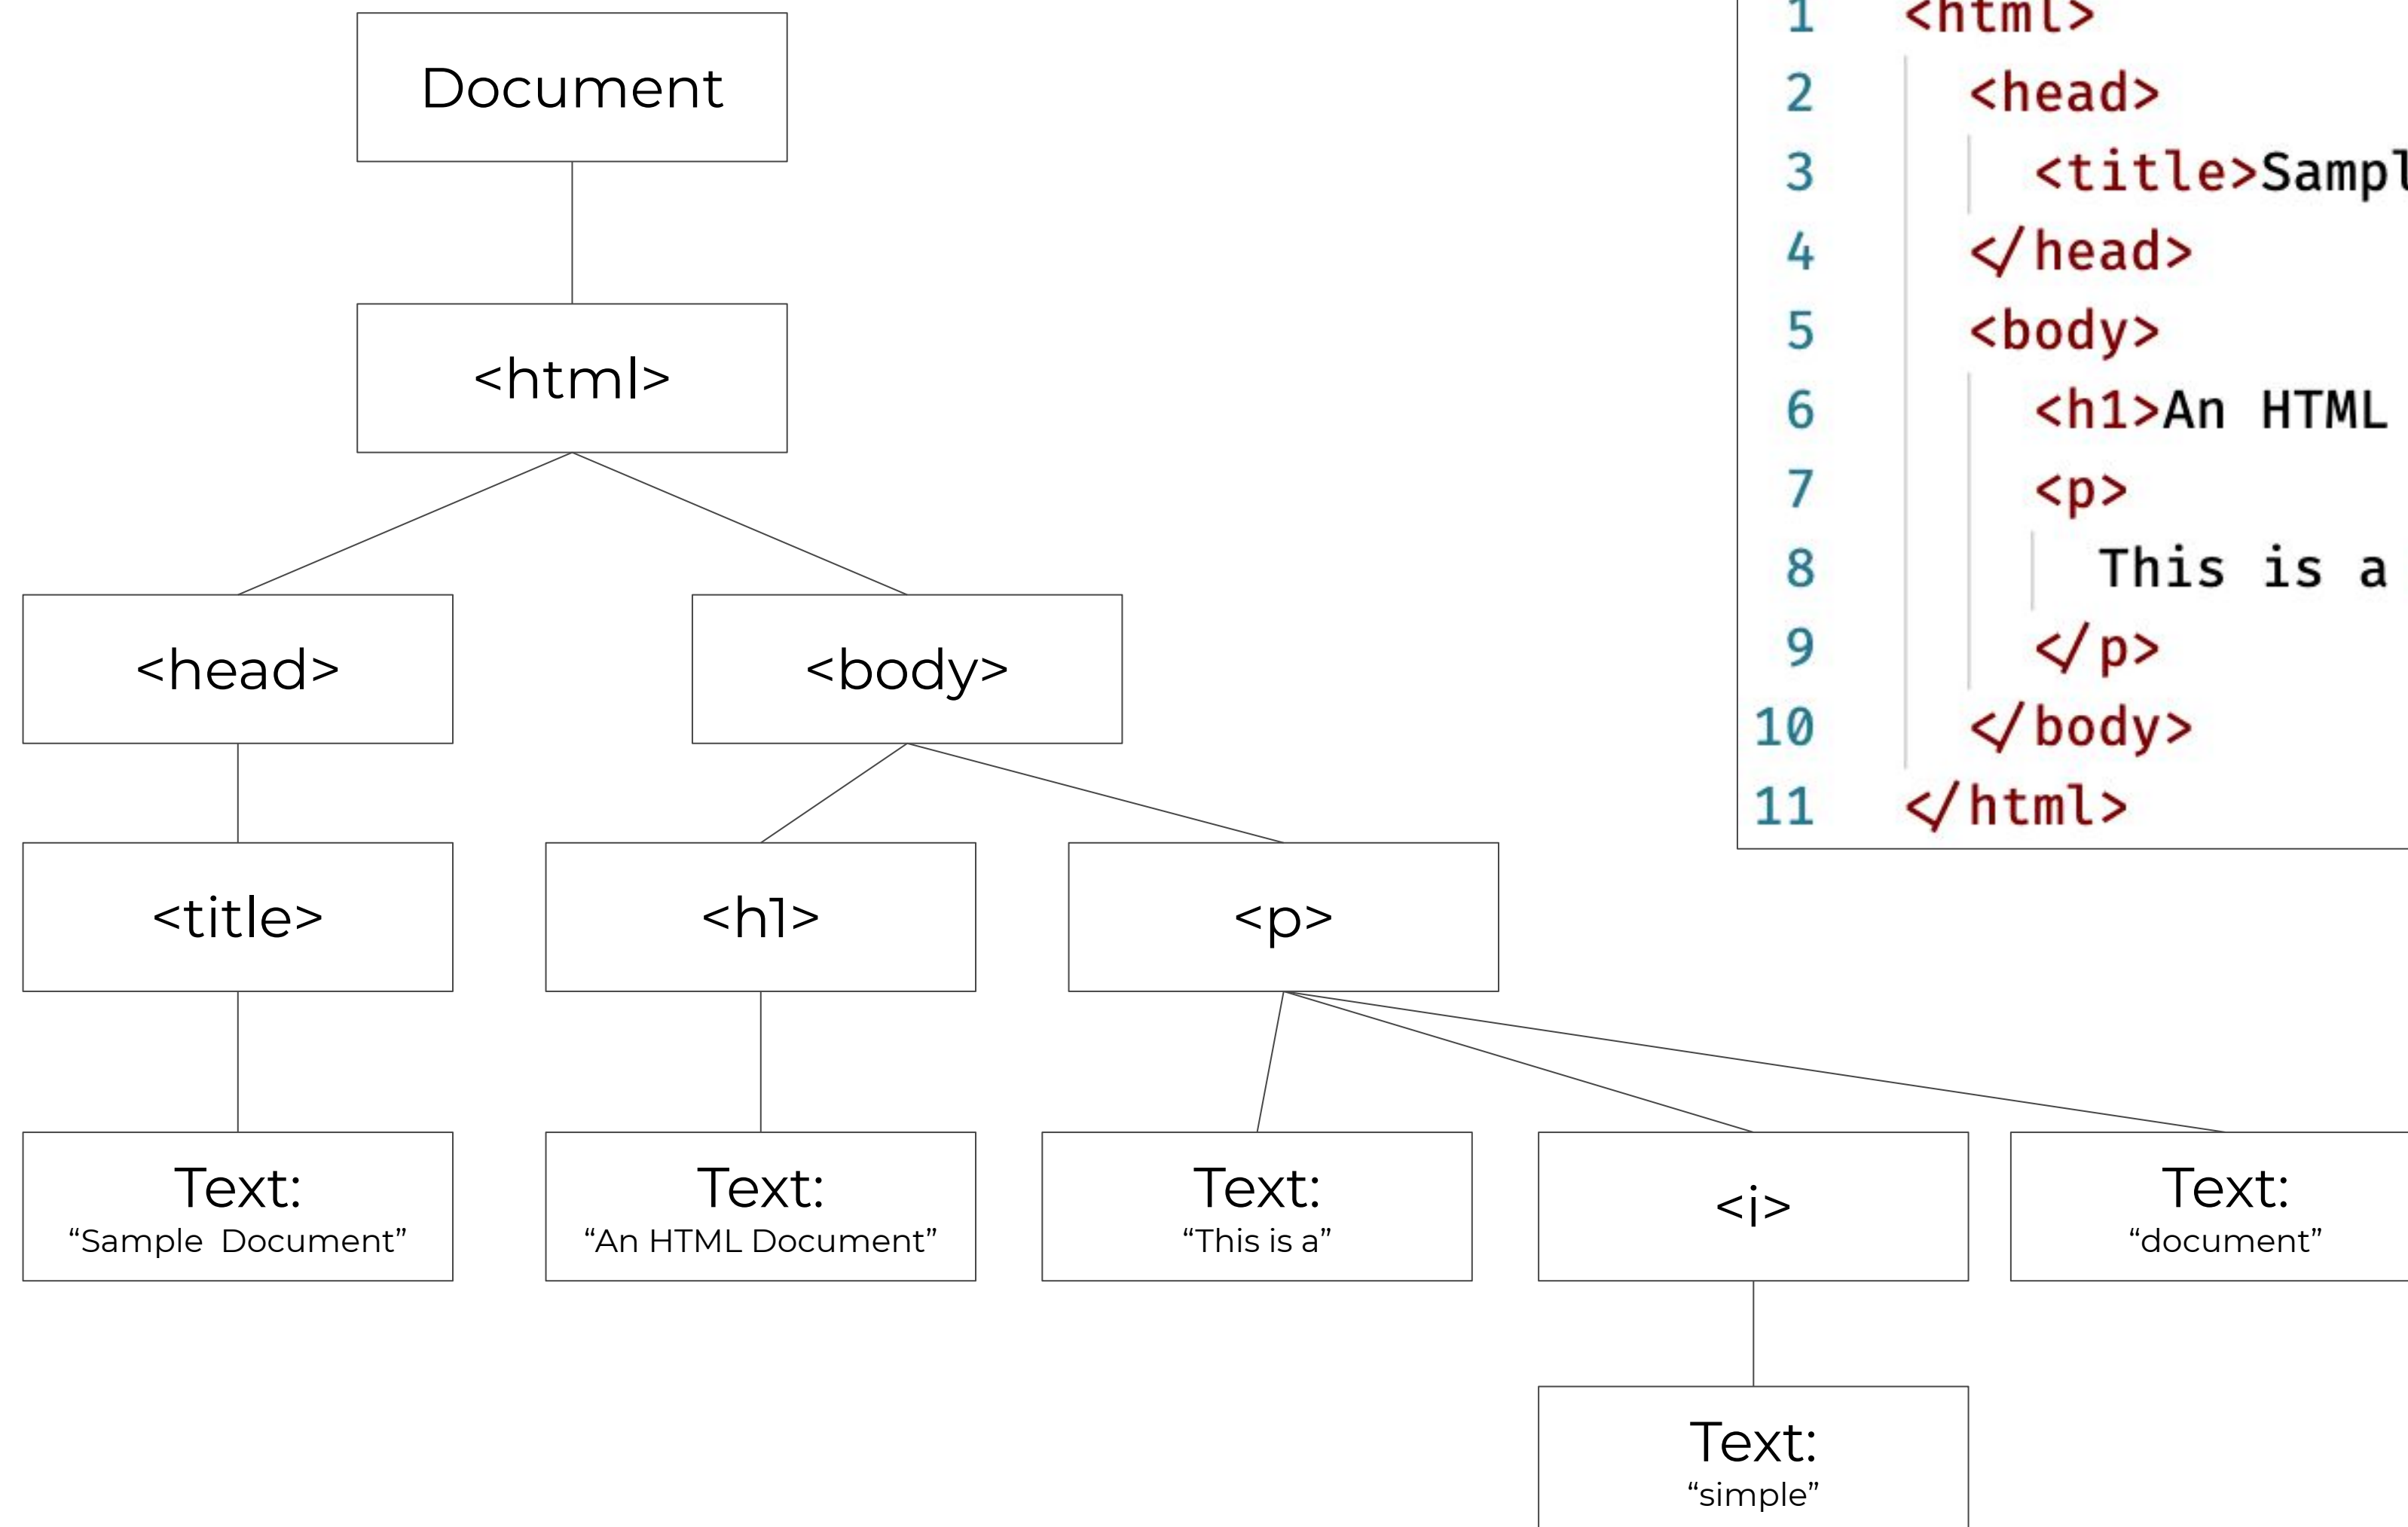 Document
<html>
<head>
<body>
<title>
<h1>
<p>
Text:
“Sample  Document”
Text:
“An HTML Document”
Text:
“This is a”
<i>
Text:
“document”
Text:
“simple”
1 <html>
2 <head>
3 <title>Sampl
4 </head>
5 <body>
6 <h1>An HTML
7 <p>
8 This is a
9 </p>
10 </body>
11 </html>